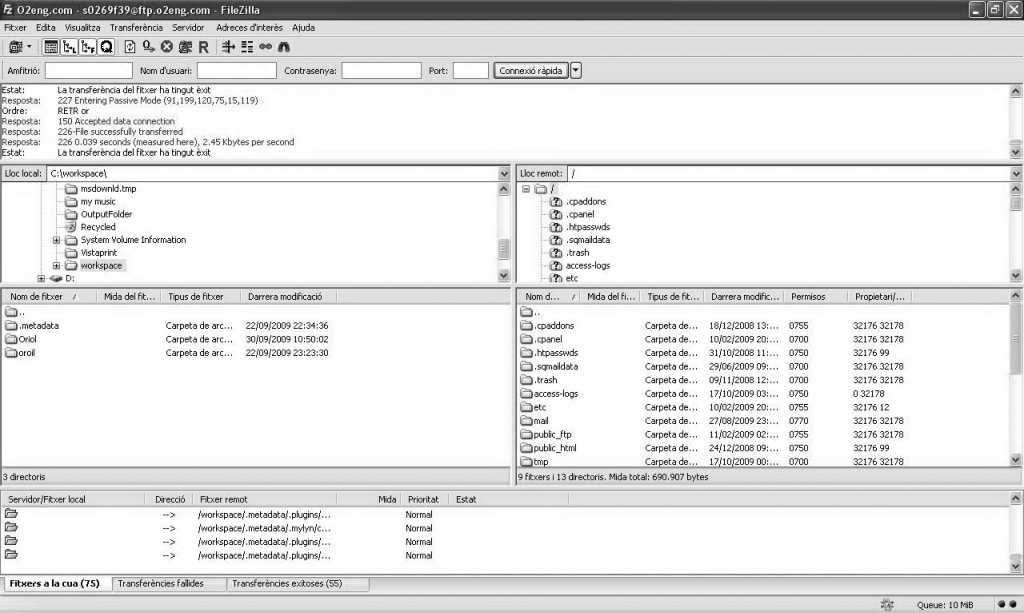 O2eng.com - s0269f39@ftp.o2eng.com - FileZilla
Fitxer Edita Visualitza Transferència Servidor Adreces d'interès Ajuda
Amfitrió: Nom d'usuari: Contrasenya: Port: Connexió ràpida
Estat: La transferència del fitxer ha tingut èxit
Resposta: 227 Entering Passive Mode (91,199,120,75,15,119)
Ordre: RETR or
Resposta: 150 Accepted data connection
Resposta: 226-File successfully transferred
Resposta: 226 0.039 seconds (measured here), 2.45 Kbytes per second
Estat: La transferència del fitxer ha tingut èxit
Lloc local: C:\workspace\
msdownld.tmp
my music
OutputFolder
Recycled
System Volume Information
Vistaprint
workspace
D:
Lloc remot: /
/
.cpaddons
.cpanel
.htpasswds
.sqmaildata
.trash
access-logs
etc
Nom de fitxer / Mida del fit... Tipus de fitxer Darrera modificació
..
.metadata Carpeta de arc... 22/09/2009 22:34:36
Oriol Carpeta de arc... 30/09/2009 10:50:02
oroil Carpeta de arc... 22/09/2009 23:23:30
3 directoris
Nom d... / Mida del fi... Tipus de fit... Darrera modific... Permisos Propietari/...
..
.cpaddons Carpeta de... 18/12/2008 13:... 0755 32176 32178
.cpanel Carpeta de... 10/02/2009 20:... 0700 32176 32178
.htpasswds Carpeta de... 31/10/2008 11:... 0750 32176 99
.sqmaildata Carpeta de... 29/06/2009 09:... 0700 32176 32178
.trash Carpeta de... 09/11/2008 12:... 0700 32176 32178
access-logs Carpeta de... 17/10/2009 03:... 0750 0 32178
etc Carpeta de... 10/02/2009 20:... 0755 32176 12
mail Carpeta de... 27/08/2009 23:... 0770 32176 32178
public_ftp Carpeta de... 11/02/2009 02:... 0755 32176 32178
public_html Carpeta de... 24/12/2008 09:... 0750 32176 99
tmp Carpeta de... 17/10/2009 00:... 0700 32176 32178
9 fitxers i 13 directoris. Mida total: 690.907 bytes
Servidor/Fitxer local Direcció Fitxer remot Mida Prioritat Estat
--> /workspace/.metadata/.plugins/... Normal
--> /workspace/.metadata/.mylyn/c... Normal
--> /workspace/.metadata/.plugins/... Normal
--> /workspace/.metadata/.plugins/... Normal
Fitxers a la cua (75) Transferències fallides Transferències exitoses (55)
Queue: 10 MiB